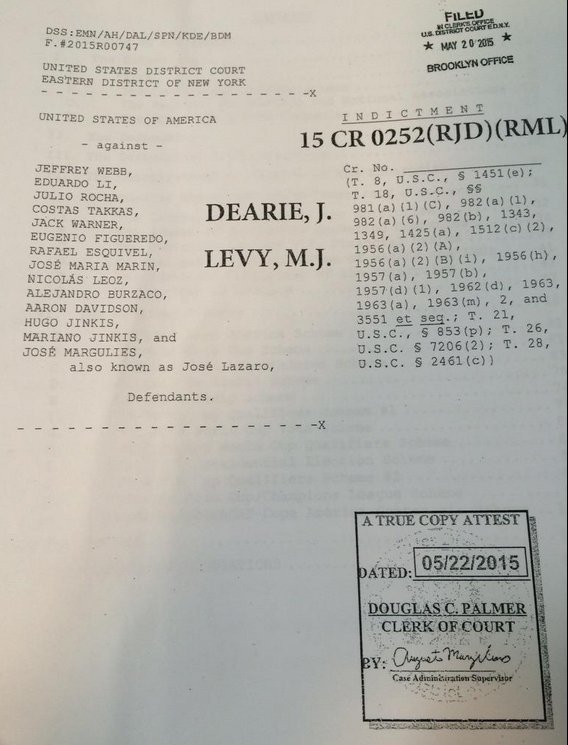 DSS:EMN/AH/DAL/SPN/KDE/BDM
F.#2015R00747
FILED
IN CLERK'S OFFICE
U.S. DISTRICT COURT E.D.N.Y.
★ MAY 20 2015 ★
BROOKLYN OFFICE
UNITED STATES DISTRICT COURT
EASTERN DISTRICT OF NEW YORK
- - - - - - - - - - - - - - - - - - -X
UNITED STATES OF AMERICA
- against -
JEFFREY WEBB,
EDUARDO LI,
JULIO ROCHA,
COSTAS TAKKAS,
JACK WARNER,
EUGENIO FIGUEREDO,
RAFAEL ESQUIVEL,
JOSÉ MARIA MARIN,
NICOLÁS LEOZ,
ALEJANDRO BURZACO,
AARON DAVIDSON,
HUGO JINKIS,
MARIANO JINKIS, and
JOSÉ MARGULIES,
also known as José Lazaro,
Defendants.
- - - - - - - - - - - - - - - - - - -X
DEARIE, J.
LEVY, M.J.
I N D I C T M E N T
15 CR 0252(RJD)(RML)
Cr. No. ____________
(T. 8, U.S.C., § 1451(e);
T. 18, U.S.C., §§
981(a)(1)(C), 982(a)(1),
982(a)(6), 982(b), 1343,
1349, 1425(a), 1512(c)(2),
1956(a)(2)(A),
1956(a)(2)(B)(i), 1956(h),
1957(a), 1957(b),
1957(d)(1), 1962(d), 1963,
1963(a), 1963(m), 2, and
3551 et seq.; T. 21,
U.S.C., § 853(p); T. 26,
U.S.C. § 7206(2); T. 28,
U.S.C. § 2461(c))
A TRUE COPY ATTEST
DATED: 05/22/2015
DOUGLAS C. PALMER
CLERK OF COURT
BY:
Case Administration Supervisor